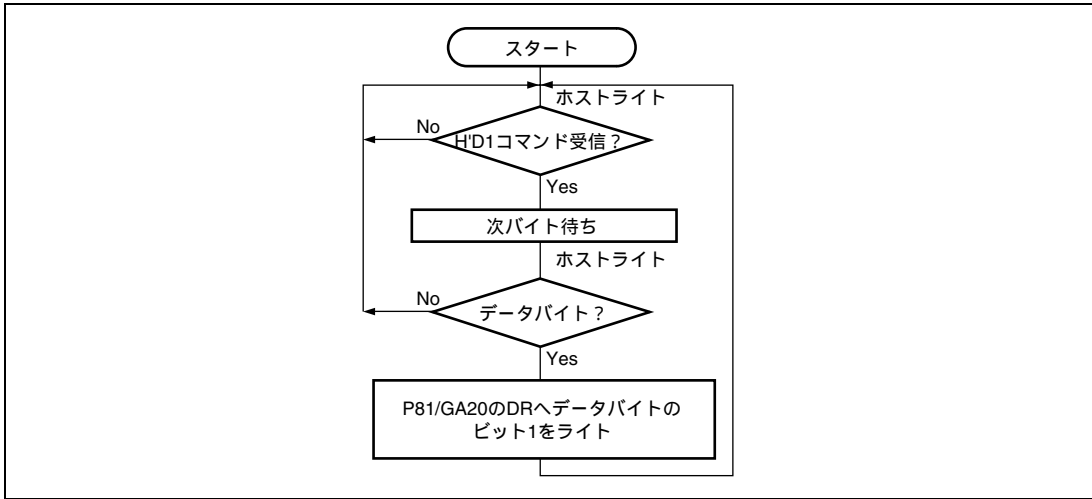 スタート
ホストライト
No
H'D1コマンド受信？
Yes
次バイト待ち
ホストライト
No
データバイト？
Yes
P81/GA20のDRへデータバイトの
ビット1をライト